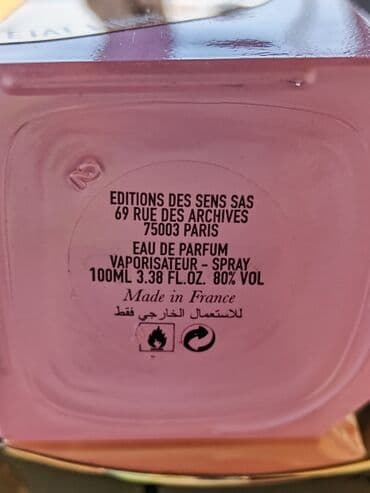 EDITIONS DES SENS SAS
69 RUE DES ARCHIVES
75003 PARIS
EAU DE PARFUM
VAPORISATEUR - SPRAY
100ML 3.38 FL.OZ. 80% VOL
Made in France
للاستعمال الخارجي فقط